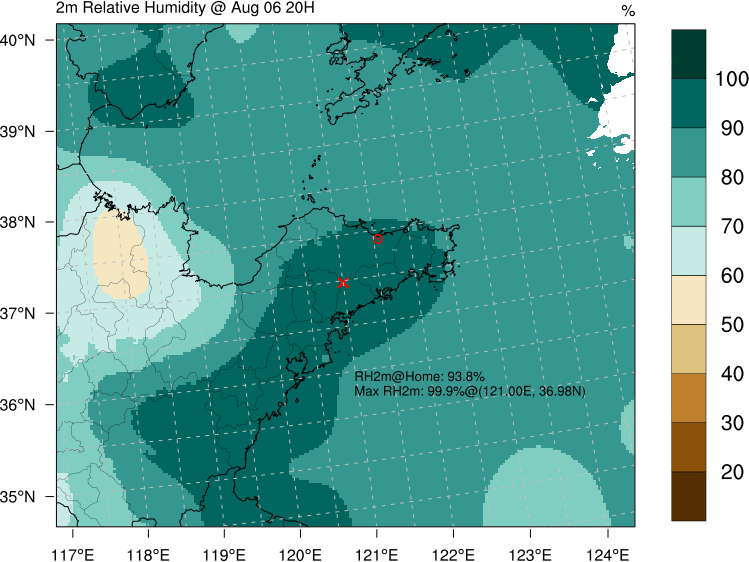 2m Relative Humidity @ Aug 06 20H
%
40°N
39°N
38°N
37°N
36°N
35°N
100
90
80
70
60
50
40
30
20
RH2m@Home: 93.8%
Max RH2m: 99.9%@(121.00E, 36.98N)
117°E 118°E 119°E 120°E 121°E 122°E 123°E 124°E